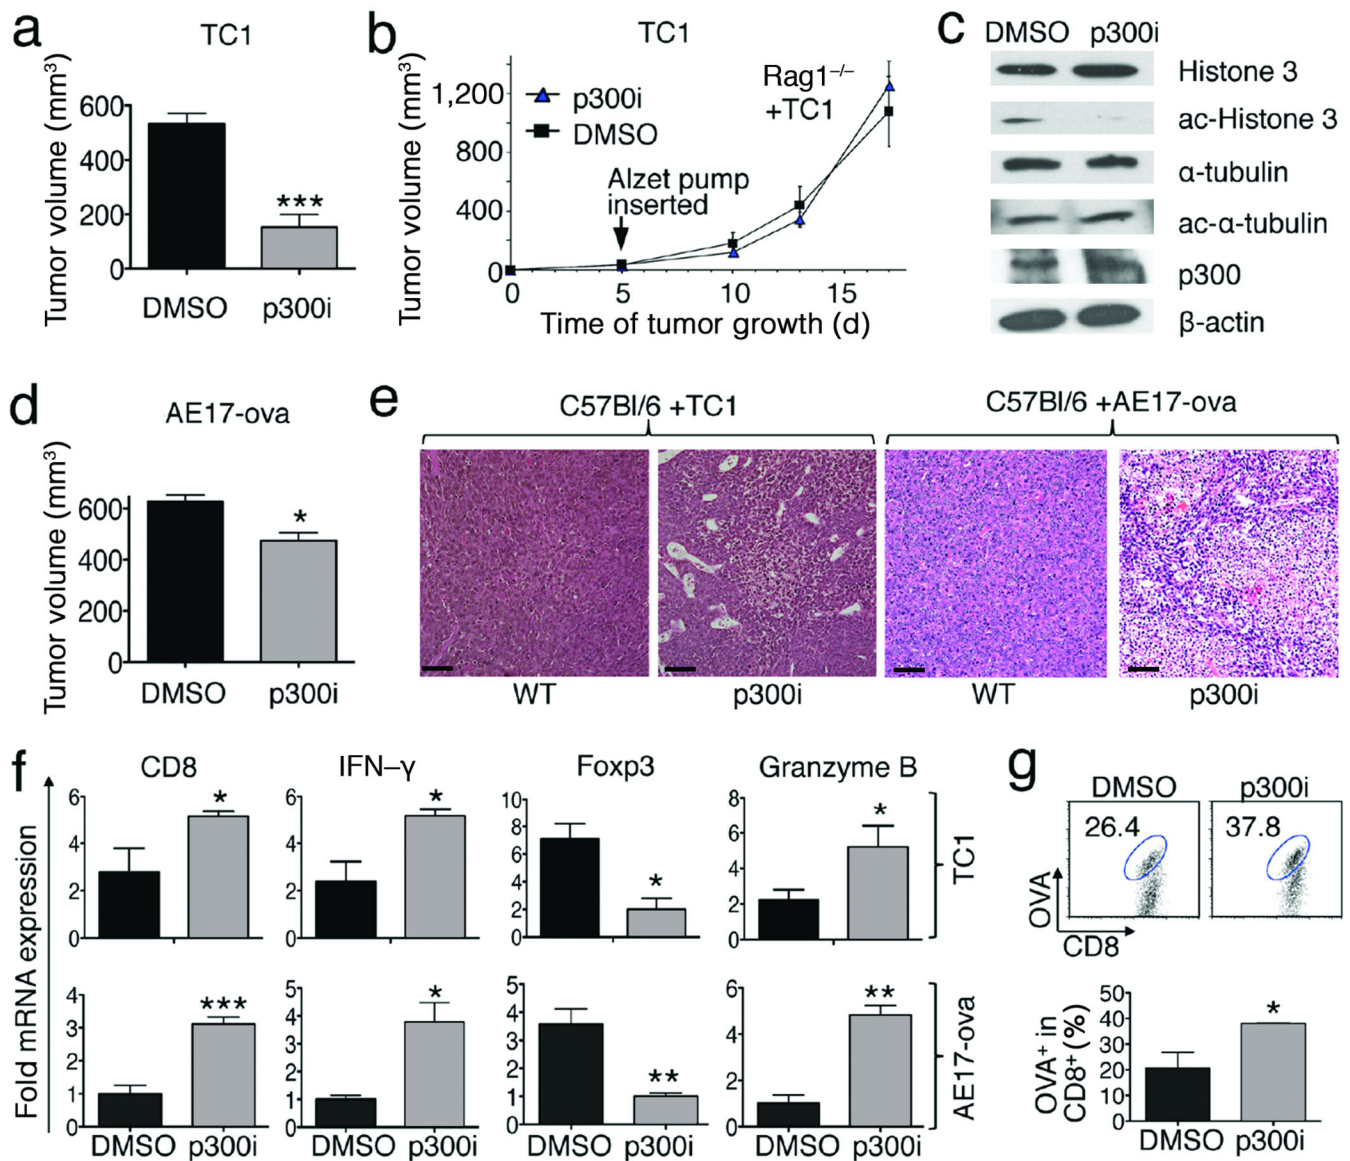 a
TC1
Tumor volume (mm³)
600
400
200
0
***
DMSO
p300i
b
TC1
Tumor volume (mm³)
1,200
800
400
0
p300i
DMSO
Rag1–/–
+TC1
Alzet pump
inserted
0
5
10
15
Time of tumor growth (d)
c
DMSO p300i
Histone 3
ac-Histone 3
α-tubulin
ac-α-tubulin
p300
β-actin
d
AE17-ova
Tumor volume (mm³)
600
400
200
0
*
DMSO
p300i
e
C57Bl/6 +TC1
C57Bl/6 +AE17-ova
WT
p300i
WT
p300i
f
Fold mRNA expression
CD8
6
4
2
0
*
IFN–γ
6
4
2
0
*
Foxp3
10
8
6
4
2
0
*
Granzyme B
8
6
4
2
0
*
TC1
4
3
2
1
0
***
DMSO p300i
5
4
3
2
1
0
*
DMSO p300i
5
4
3
2
1
0
**
DMSO p300i
6
4
2
0
**
DMSO p300i
AE17-ova
g
DMSO
p300i
26.4
37.8
OVA
CD8
OVA⁺ in
CD8⁺ (%)
50
40
30
20
10
0
*
DMSO p300i